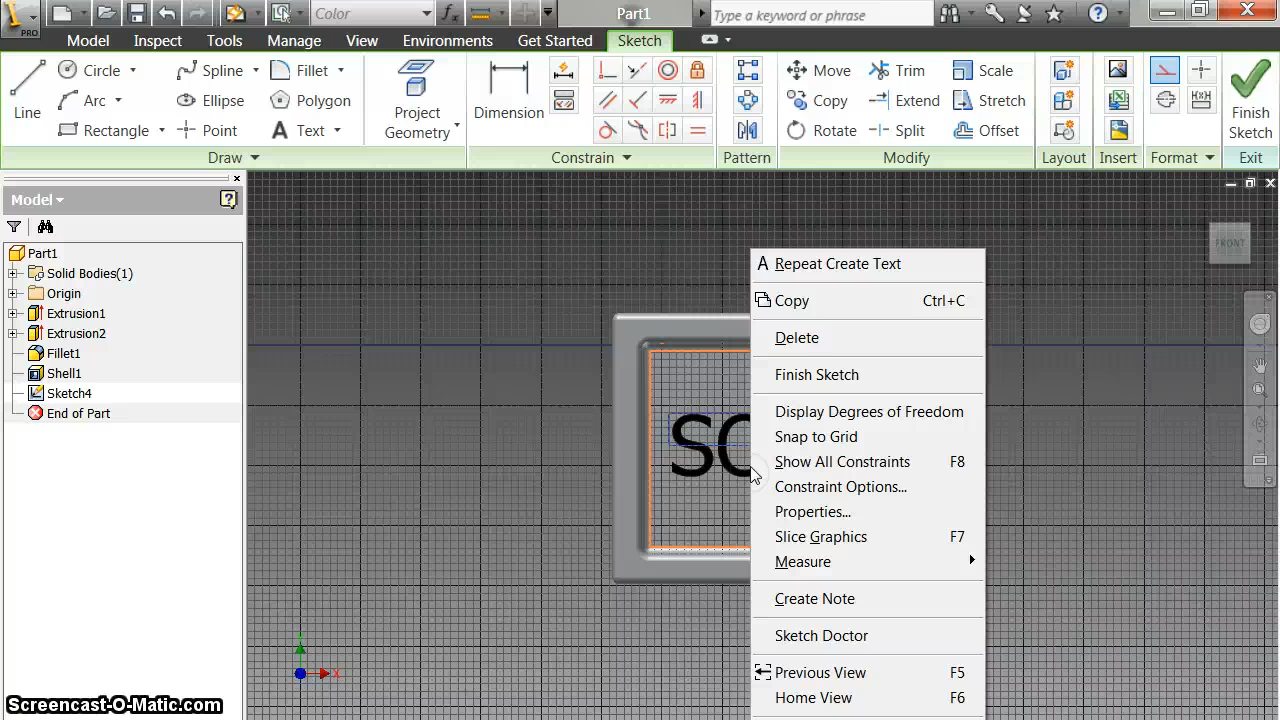 PRO
Color
Part1
Type a keyword or phrase
Model
Inspect
Tools
Manage
View
Environments
Get Started
Sketch
Line
Circle
Arc
Rectangle
Spline
Ellipse
Point
Fillet
Polygon
Text
Project Geometry
Dimension
Move
Copy
Rotate
Trim
Extend
Split
Scale
Stretch
Offset
Finish Sketch
Draw
Constrain
Pattern
Modify
Layout
Insert
Format
Exit
Model
Part1
Solid Bodies(1)
Origin
Extrusion1
Extrusion2
Fillet1
Shell1
Sketch4
End of Part
FRONT
Repeat Create Text
Copy Ctrl+C
Delete
Finish Sketch
Display Degrees of Freedom
Snap to Grid
Show All Constraints F8
Constraint Options...
Properties...
Slice Graphics F7
Measure
Create Note
Sketch Doctor
Previous View F5
Home View F6
X
Screencast-O-Matic.com